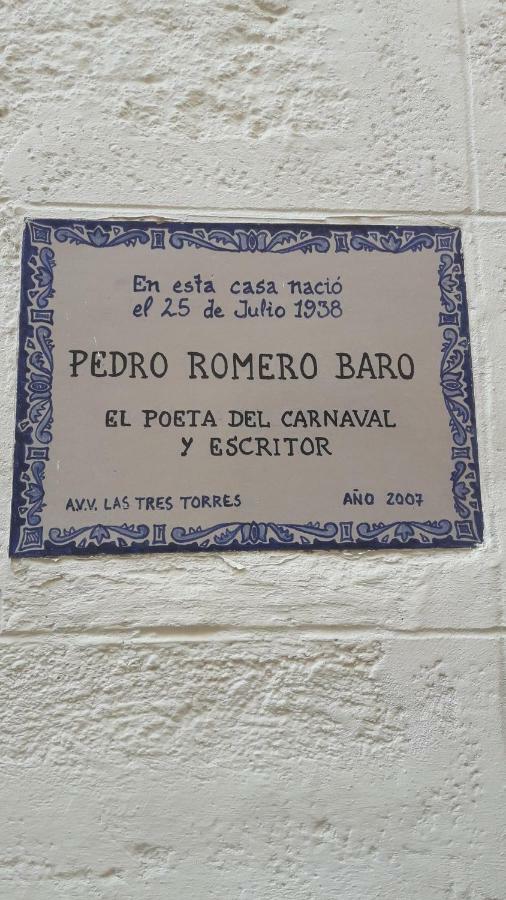 En esta casa nació
el 25 de Julio 1938
PEDRO ROMERO BARO
EL POETA DEL CARNAVAL
Y ESCRITOR
A.V.V. LAS TRES TORRES AÑO 2007